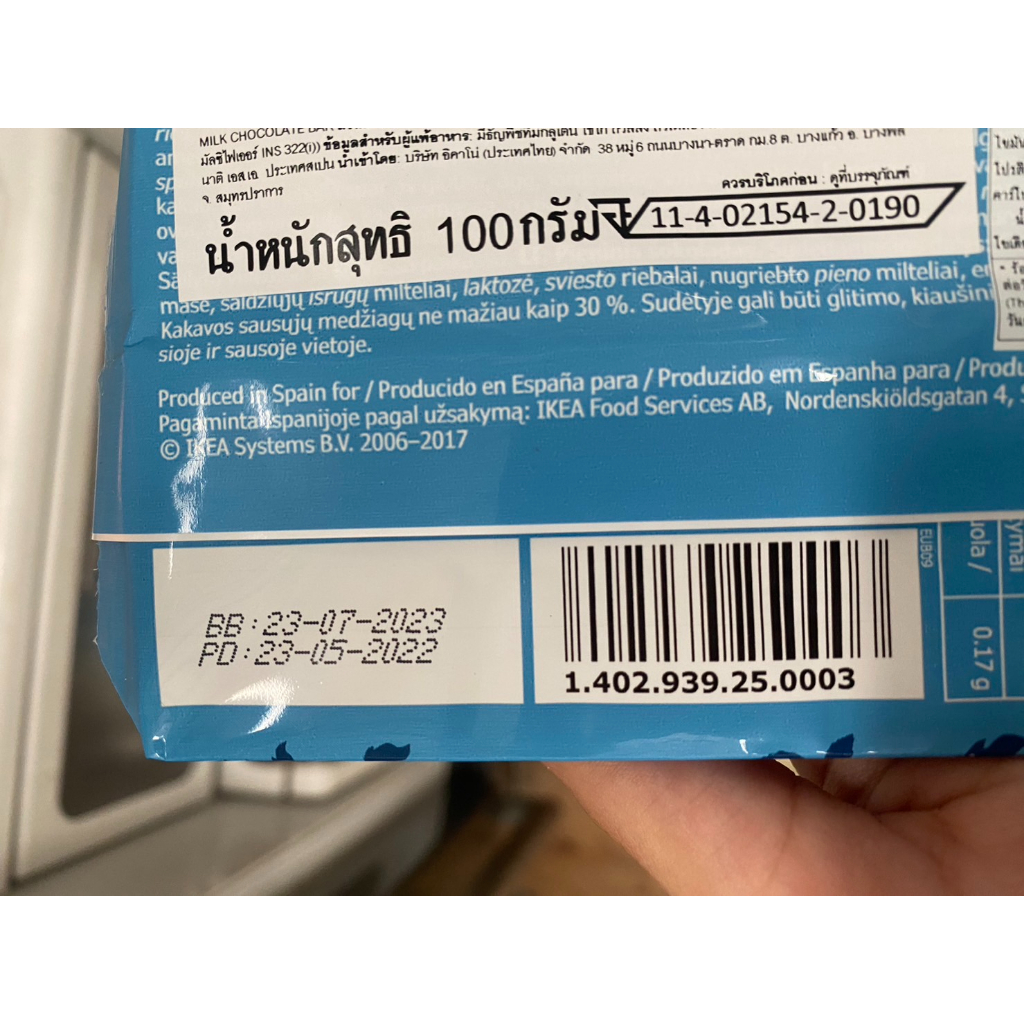 MILK CHOCOLATE
มัลซิไฟเออร์ INS 322(i)) ข้อมูลสำหรับผู้แพ้อาหาร: มีธัญพืชที่มีกลูเตน
นาติ เอส.เอ. ประเทศสเปน นำเข้าโดย: บริษัท อิคาโน่ (ประเทศไทย) จำกัด 38 หมู่ 6 ถนนบางนา-ตราด กม.8 ต. บางแก้ว อ. บางพลี
จ. สมุทรปราการ
ควรบริโภคก่อน : ดูที่บรรจุภัณฑ์
น้ำหนักสุทธิ 100 กรัม
11-4-02154-2-0190
masė, saldžiųjų išrūgų milteliai, laktozė, sviesto riebalai, nugriebto pieno milteliai,
Kakavos sausųjų medžiagų ne mažiau kaip 30 %. Sudėtyje gali būti glitimo, kiaušini
sioje ir sausoje vietoje.
Produced in Spain for / Producido en España para / Produzido em Espanha para / Produ
Pagaminta Ispanijoje pagal užsakymą: IKEA Food Services AB, Nordenskiöldsgatan 4, S
© IKEA Systems B.V. 2006–2017
BB:23-07-2023
PD:23-05-2022
1.402.939.25.0003
EUB09
0.17 g